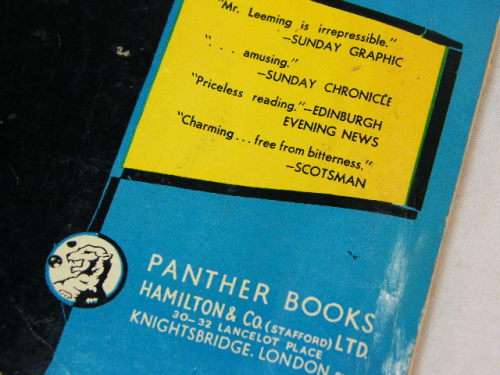 "Mr. Leeming is irrepressible."
—SUNDAY GRAPHIC
". . . amusing."
—SUNDAY CHRONICLE
"Priceless reading."—EDINBURGH
EVENING NEWS
"Charming . . . free from bitterness."
—SCOTSMAN
PANTHER BOOKS
HAMILTON & CO. (STAFFORD) LTD.
30–32 LANCELOT PLACE
KNIGHTSBRIDGE, LONDON